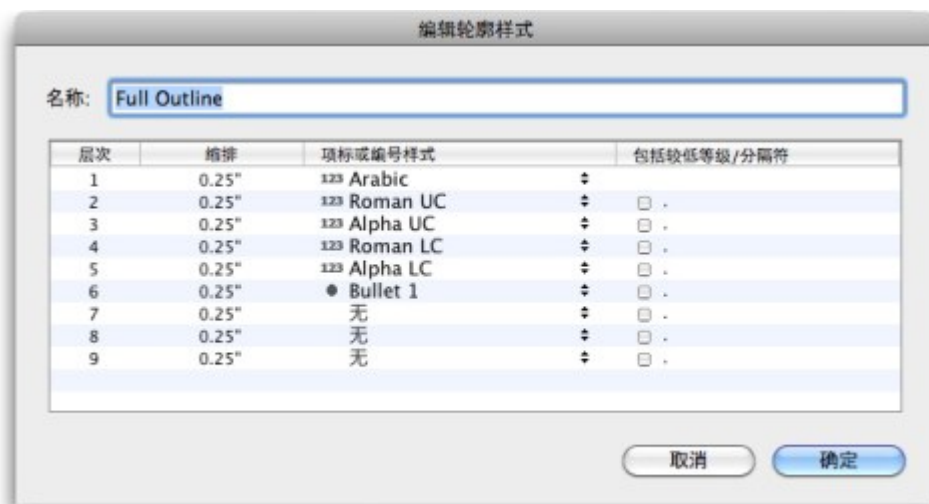 编辑轮廓样式
名称: Full Outline
层次 缩排 项标或编号样式 包括较低等级/分隔符
1 0.25" 123 Arabic
2 0.25" 123 Roman UC .
3 0.25" 123 Alpha UC .
4 0.25" 123 Roman LC .
5 0.25" 123 Alpha LC .
6 0.25" Bullet 1 .
7 0.25" 无 .
8 0.25" 无 .
9 0.25" 无 .
取消 确定